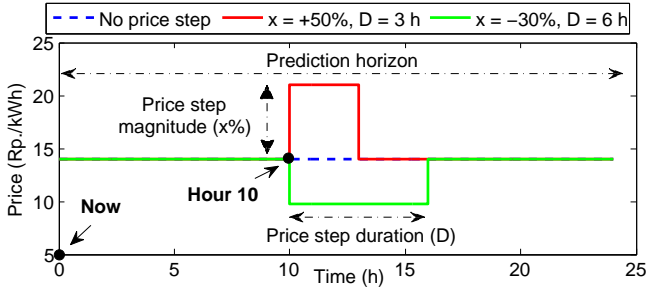 No price step x = +50%, D = 3 h x = −30%, D = 6 h
Prediction horizon
Price step
magnitude (x%)
Hour 10
Now
Price step duration (D)
Price (Rp./kWh)
25
20
15
10
5
0 5 10 15 20 25
Time (h)